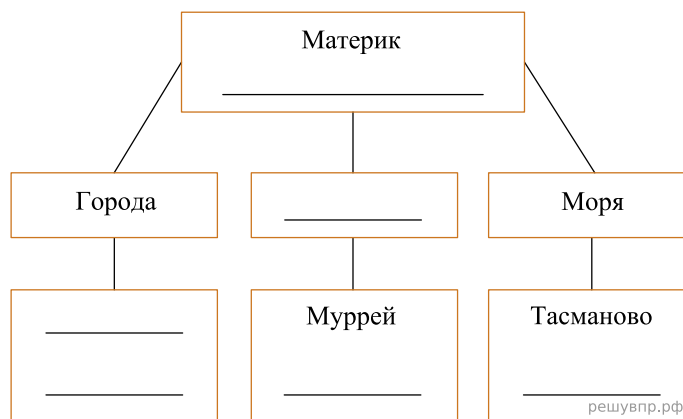 Материк
Города
Моря
Муррей
Тасманово
решувпр.рф